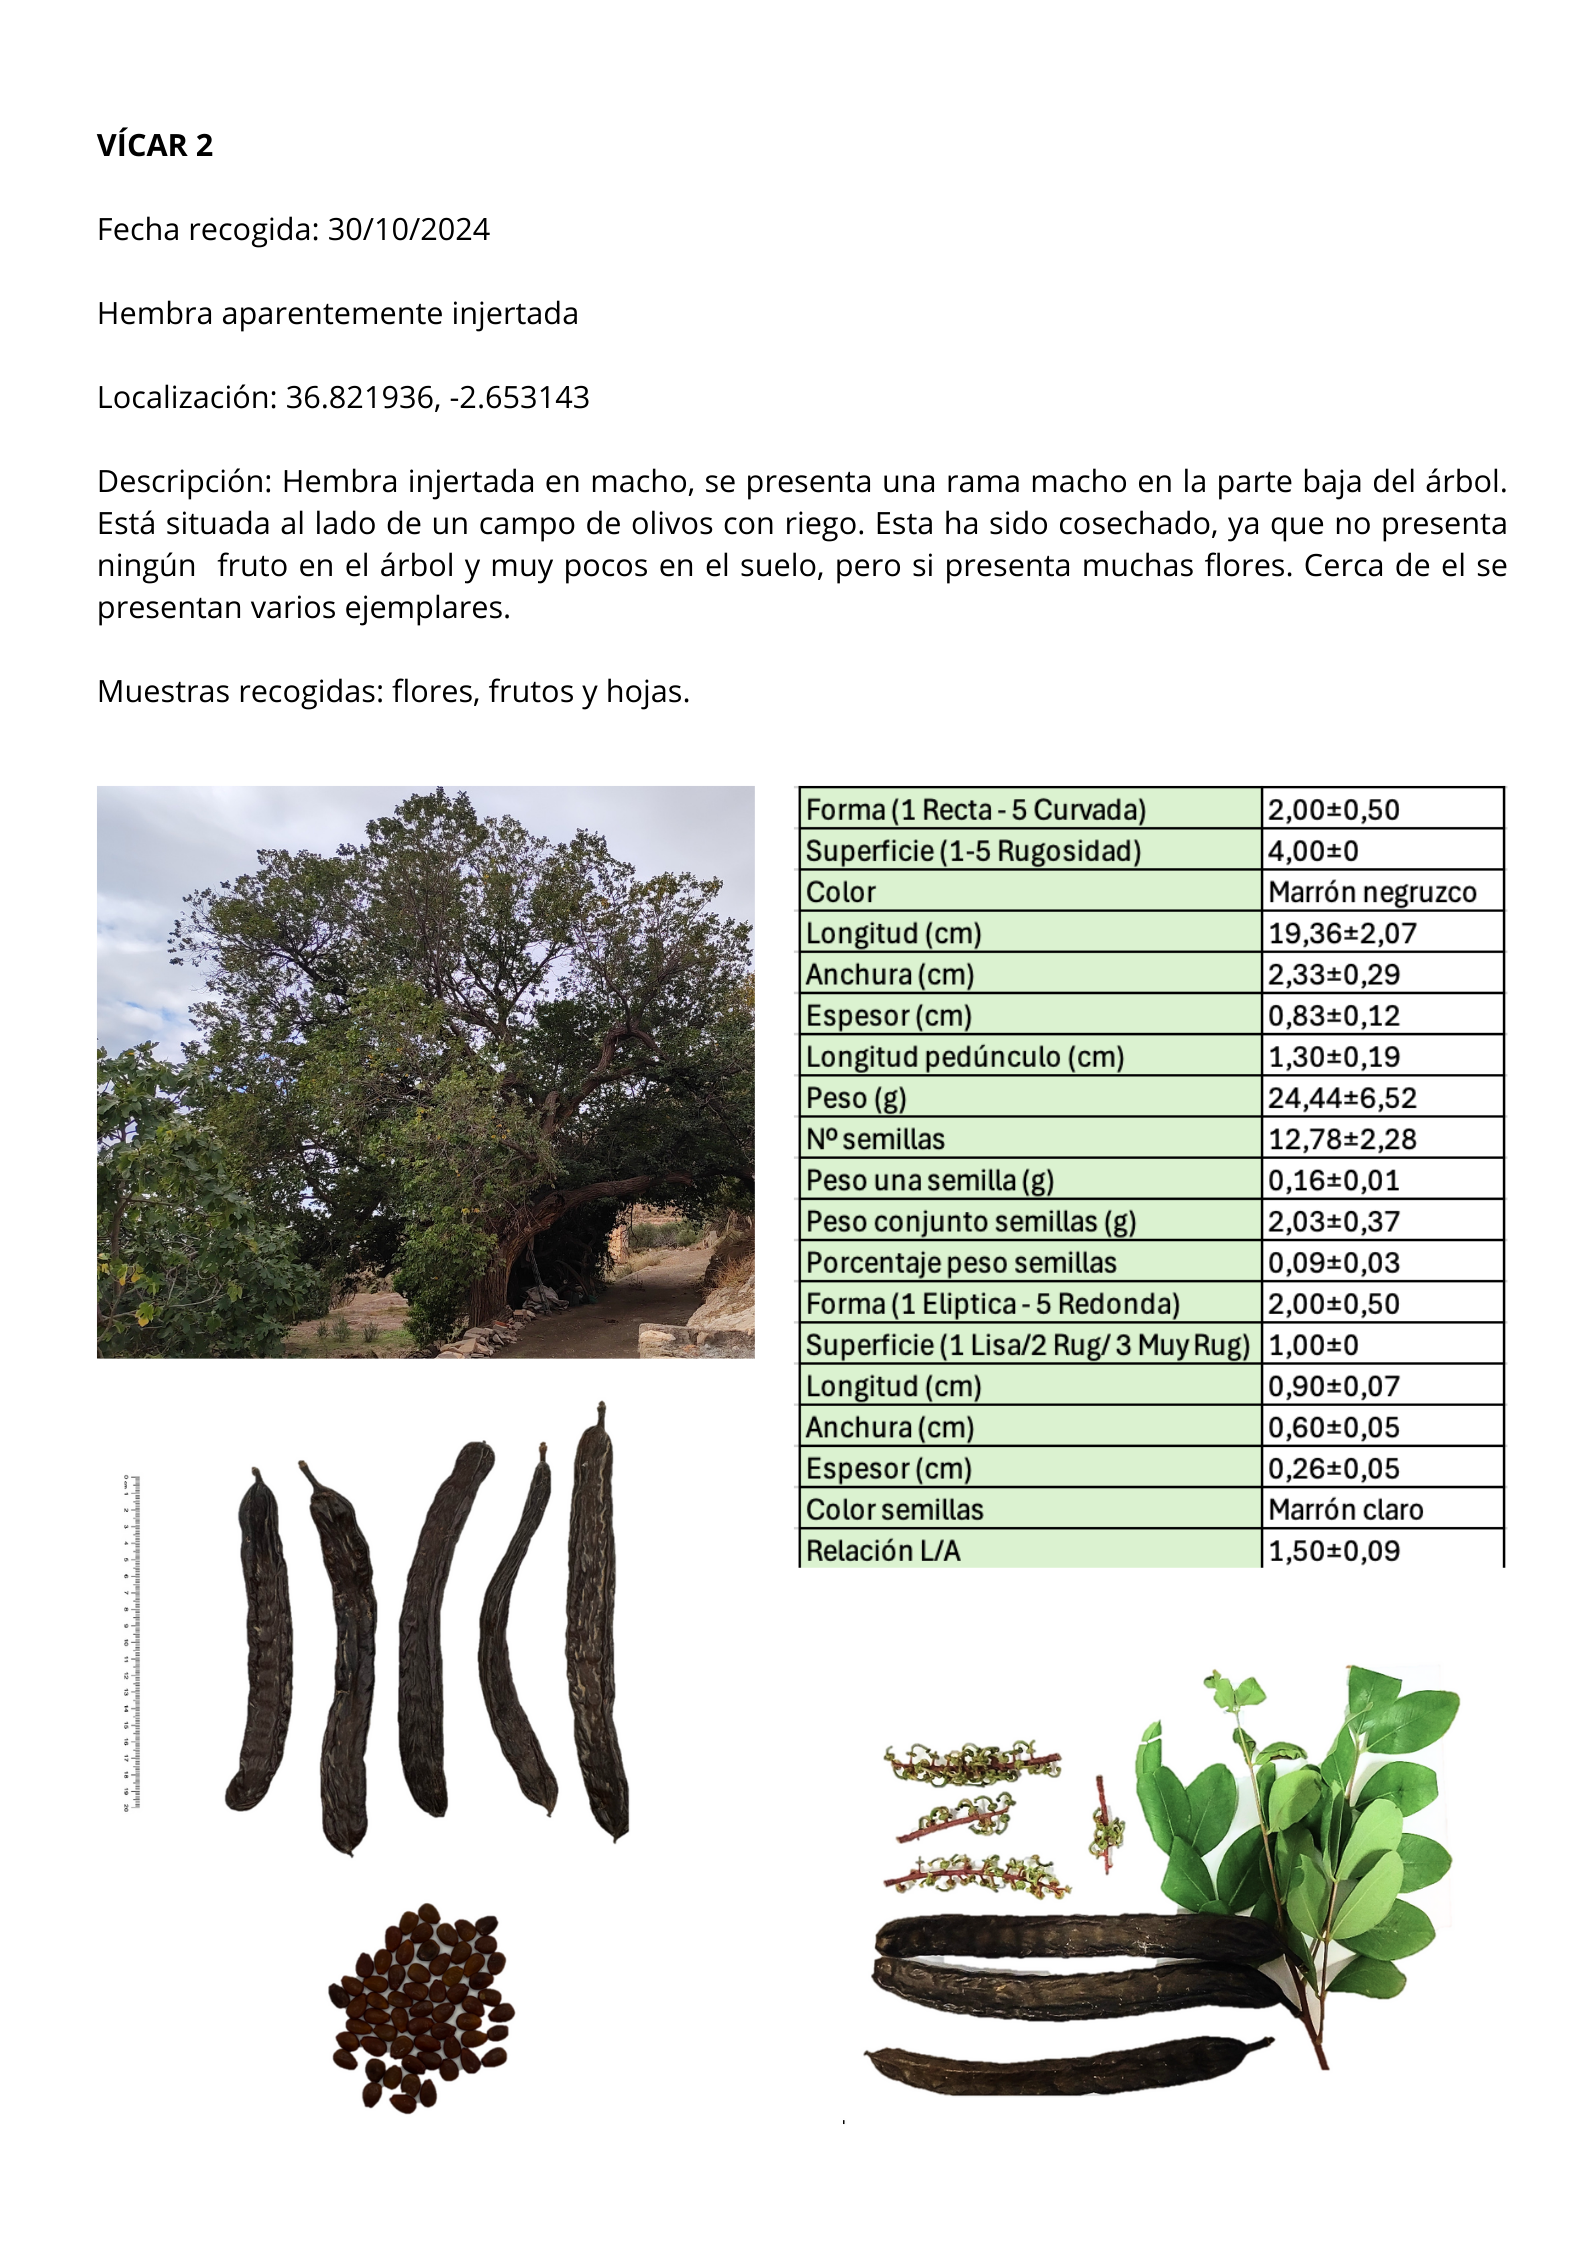 VÍCAR 2
Fecha recogida: 30/10/2024
Hembra aparentemente injertada
Localización: 36.821936, -2.653143
Descripción: Hembra injertada en macho, se presenta una rama macho en la parte baja del árbol.
Está situada al lado de un campo de olivos con riego. Esta ha sido cosechado, ya que no presenta
ningún  fruto en el árbol y muy pocos en el suelo, pero si presenta muchas flores. Cerca de el se
presentan varios ejemplares.
Muestras recogidas: flores, frutos y hojas.
Forma (1 Recta - 5 Curvada) 2,00±0,50
Superficie (1-5 Rugosidad) 4,00±0
Color Marrón negruzco
Longitud (cm) 19,36±2,07
Anchura (cm) 2,33±0,29
Espesor (cm) 0,83±0,12
Longitud pedúnculo (cm) 1,30±0,19
Peso (g) 24,44±6,52
Nº semillas 12,78±2,28
Peso una semilla (g) 0,16±0,01
Peso conjunto semillas (g) 2,03±0,37
Porcentaje peso semillas 0,09±0,03
Forma (1 Eliptica - 5 Redonda) 2,00±0,50
Superficie (1 Lisa/2 Rug/ 3 Muy Rug) 1,00±0
Longitud (cm) 0,90±0,07
Anchura (cm) 0,60±0,05
Espesor (cm) 0,26±0,05
Color semillas Marrón claro
Relación L/A 1,50±0,09